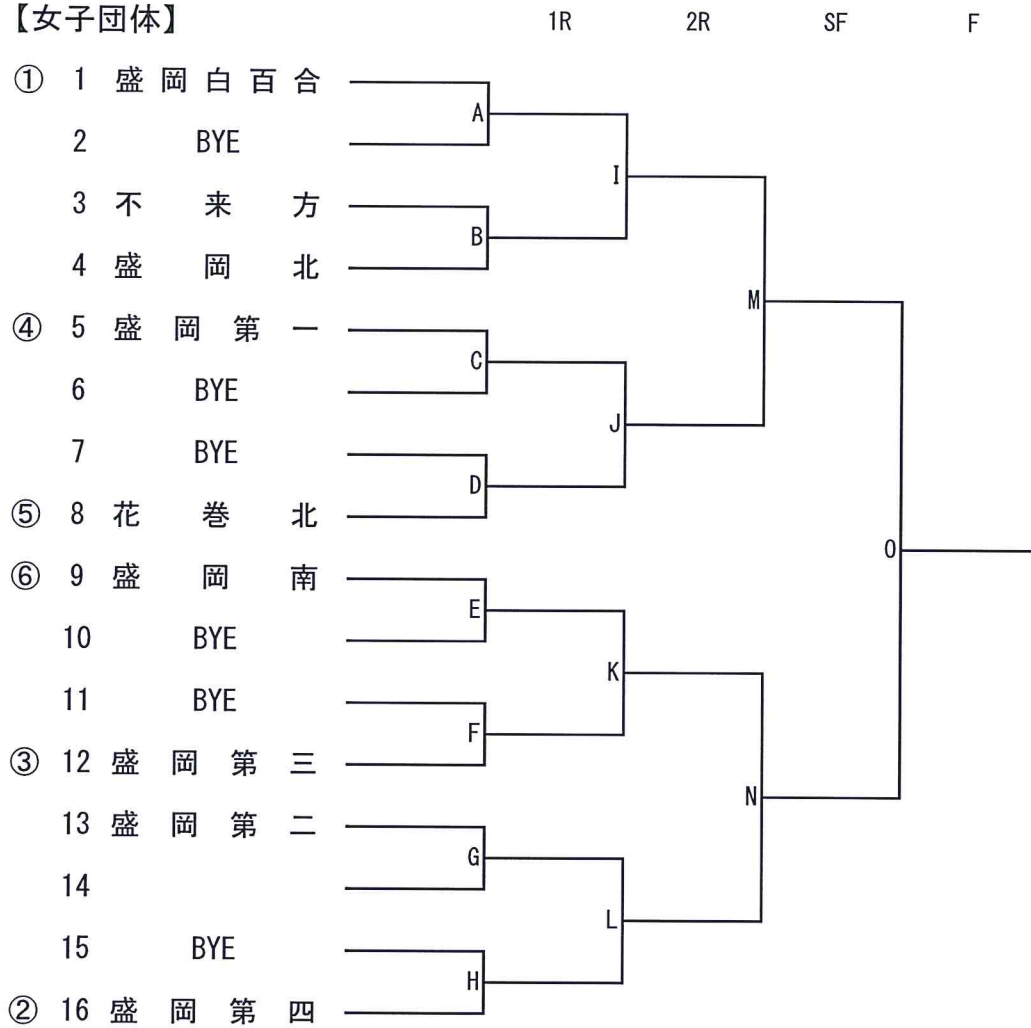 【女子団体】 1R 2R SF F
① 1 盛岡白百合
A
2 BYE
I
3 不来方
B
4 盛岡北
M
④ 5 盛岡第一
C
6 BYE
J
7 BYE
D
⑤ 8 花巻北
O
⑥ 9 盛岡南
E
10 BYE
K
11 BYE
F
③ 12 盛岡第三
N
13 盛岡第二
G
14
L
15 BYE
H
② 16 盛岡第四